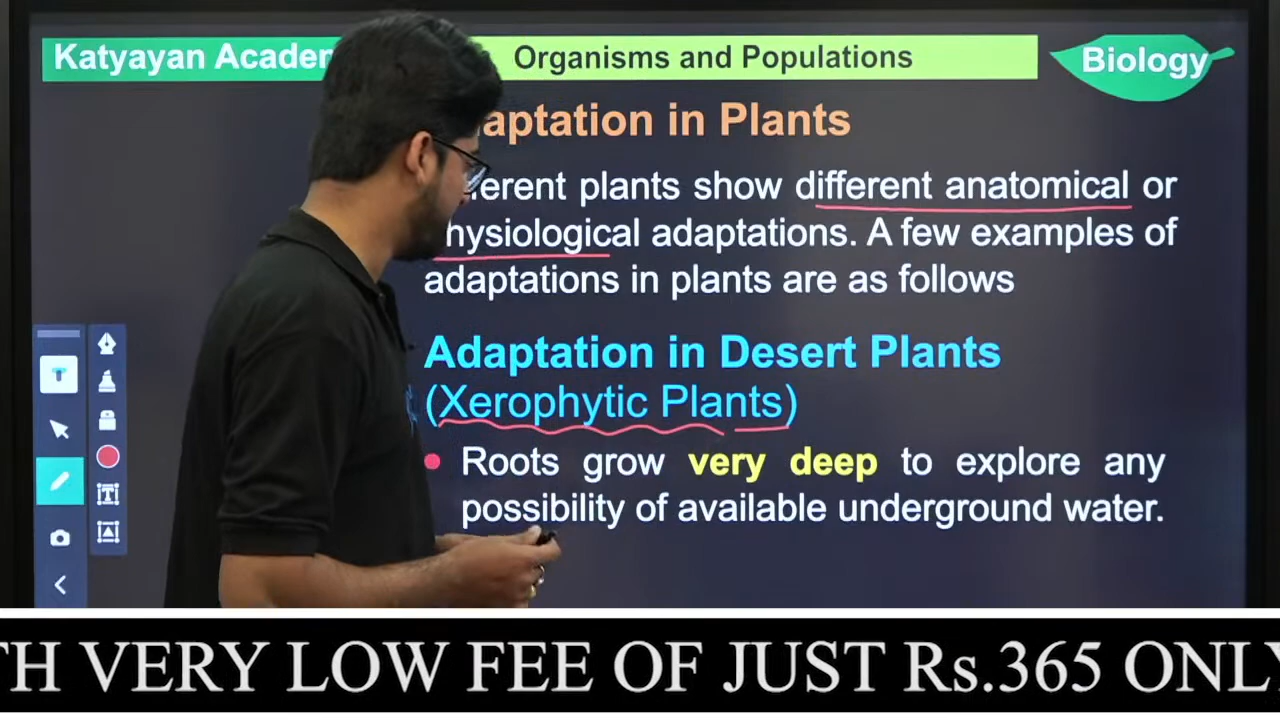 Katyayan Academ
Organisms and Populations
Biology
aptation in Plants
erent plants show different anatomical or
hysiological adaptations. A few examples of
adaptations in plants are as follows
Adaptation in Desert Plants
(Xerophytic Plants)
• Roots grow very deep to explore any
possibility of available underground water.
TH VERY LOW FEE OF JUST Rs.365 ONLY